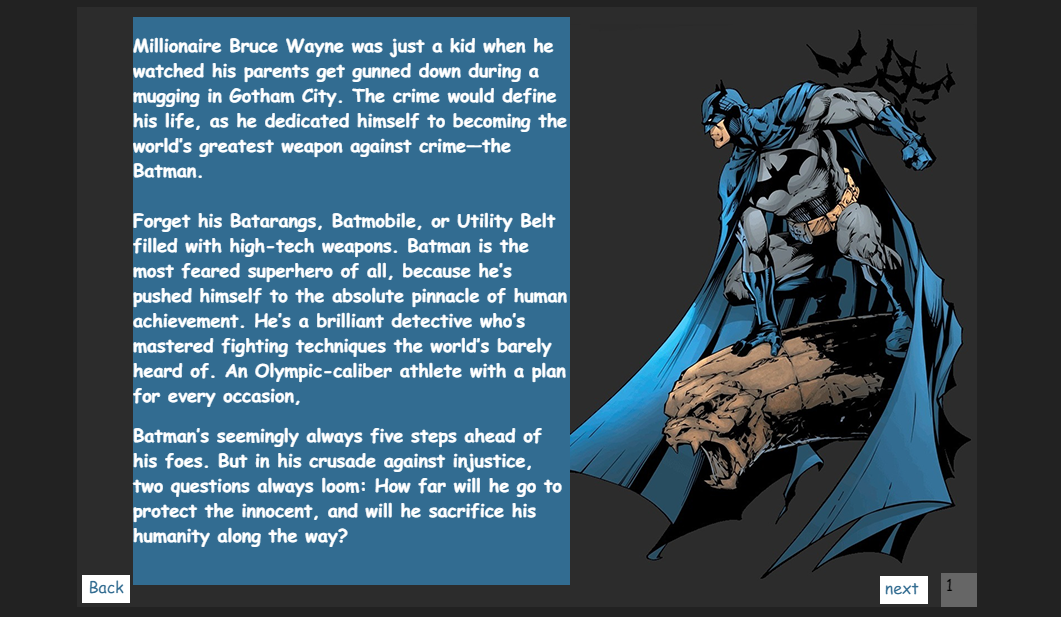 Millionaire Bruce Wayne was just a kid when he
watched his parents get gunned down during a
mugging in Gotham City. The crime would define
his life, as he dedicated himself to becoming the
world's greatest weapon against crime—the
Batman.
Forget his Batarangs, Batmobile, or Utility Belt
filled with high-tech weapons. Batman is the
most feared superhero of all, because he's
pushed himself to the absolute pinnacle of human
achievement. He's a brilliant detective who's
mastered fighting techniques the world's barely
heard of. An Olympic-caliber athlete with a plan
for every occasion,
Batman's seemingly always five steps ahead of
his foes. But in his crusade against injustice,
two questions always loom: How far will he go to
protect the innocent, and will he sacrifice his
humanity along the way?
Back
next
1